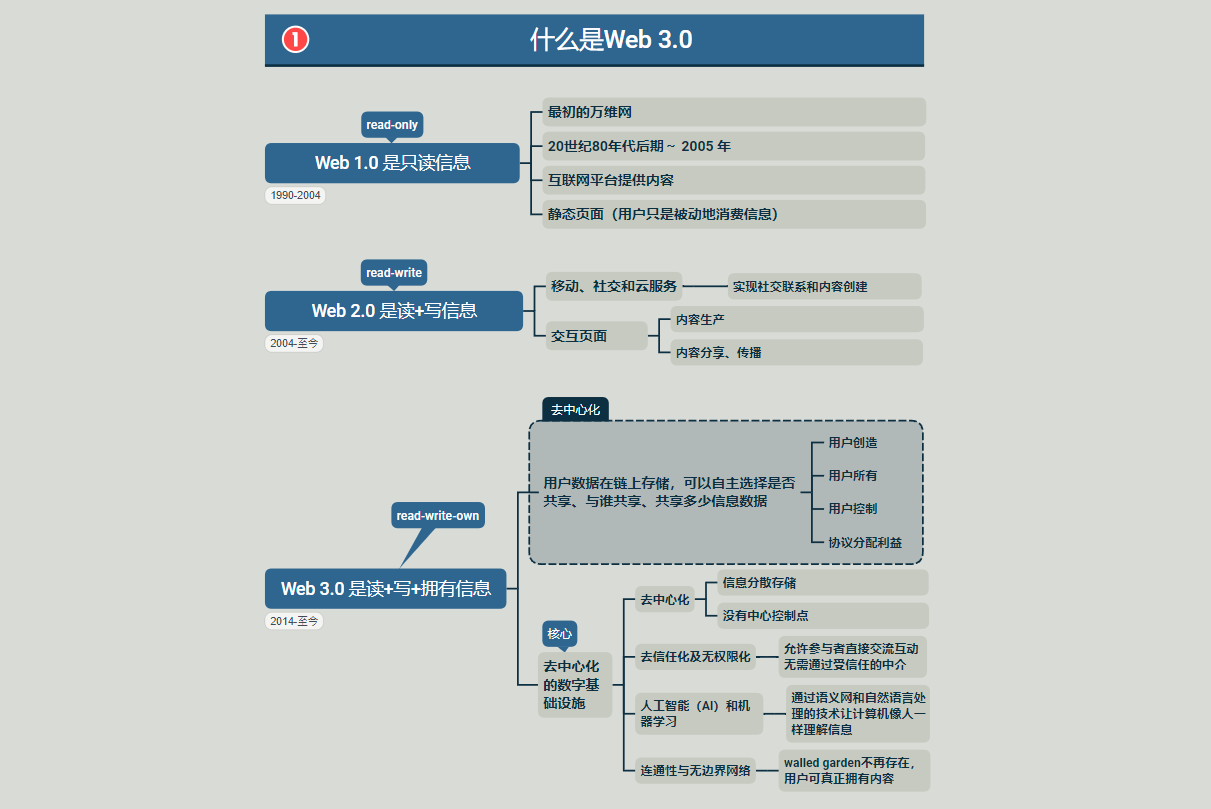 1
什么是Web 3.0
read-only
Web 1.0 是只读信息
1990-2004
最初的万维网
20世纪80年代后期 ~ 2005 年
互联网平台提供内容
静态页面（用户只是被动地消费信息）
read-write
Web 2.0 是读+写信息
2004-至今
移动、社交和云服务
实现社交联系和内容创建
交互页面
内容生产
内容分享、传播
read-write-own
Web 3.0 是读+写+拥有信息
2014-至今
去中心化
用户数据在链上存储，可以自主选择是否
共享、与谁共享、共享多少信息数据
用户创造
用户所有
用户控制
协议分配利益
核心
去中心化
的数字基
础设施
去中心化
信息分散存储
没有中心控制点
去信任化及无权限化
允许参与者直接交流互动
无需通过受信任的中介
人工智能（AI）和机
器学习
通过语义网和自然语言处
理的技术让计算机像人一
样理解信息
连通性与无边界网络
walled garden不再存在，
用户可真正拥有内容